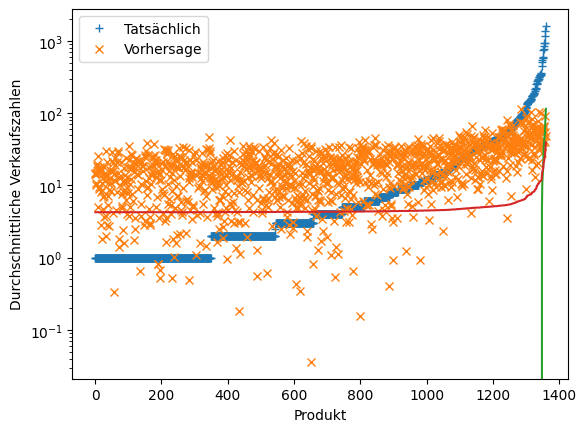 Tatsächlich
Vorhersage
Durchschnittliche Verkaufszahlen
10³
10²
10¹
10⁰
10⁻¹
0 200 400 600 800 1000 1200 1400
Produkt